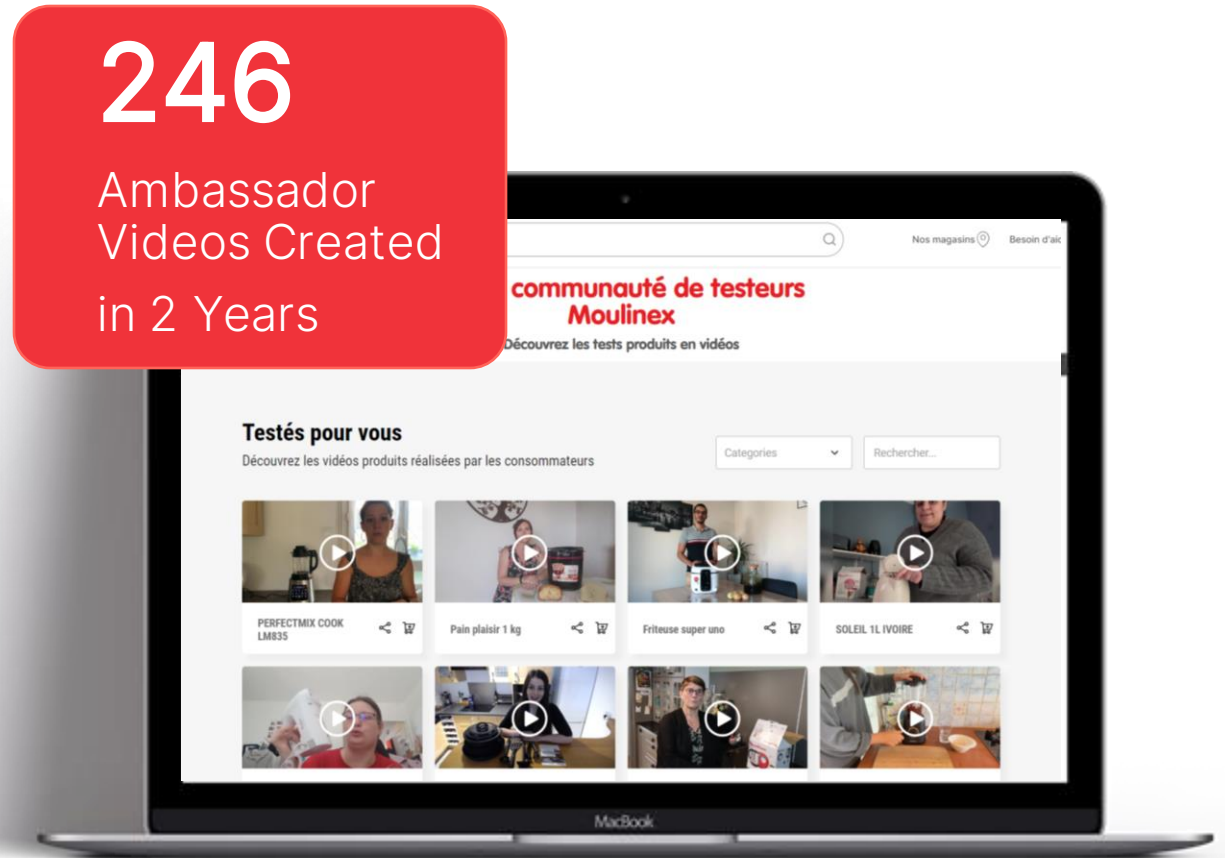 246
Ambassador
Videos Created
in 2 Years
Nos magasins
Besoin d'aid
communauté de testeurs
Moulinex
Découvrez les tests produits en vidéos
Testés pour vous
Découvrez les vidéos produits réalisées par les consommateurs
Categories
Rechercher...
PERFECTMIX COOK
LM835
Pain plaisir 1 kg
Friteuse super uno
SOLEIL 1L IVOIRE
MacBook